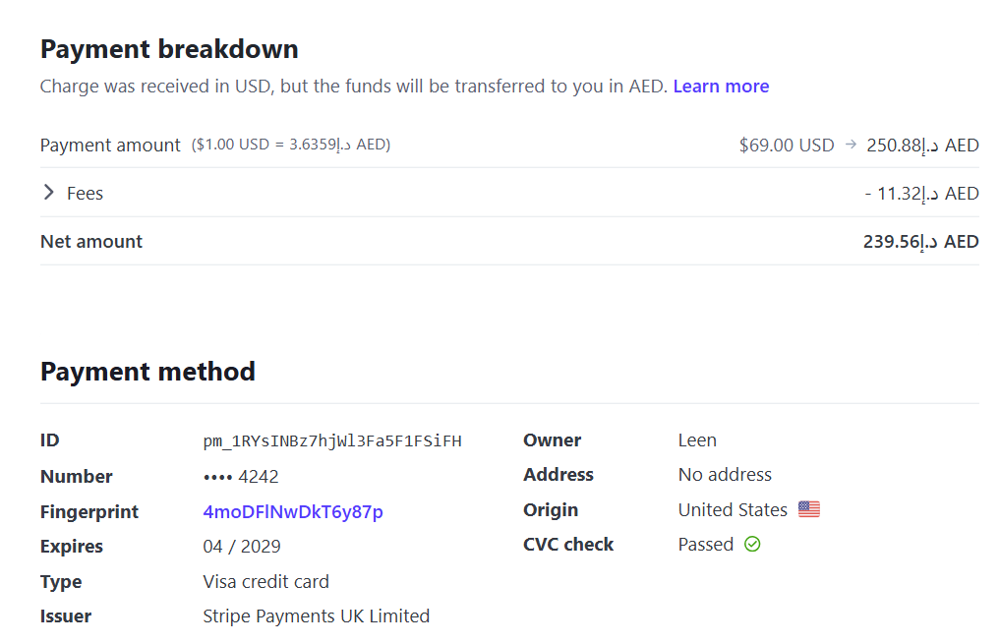 Payment breakdown
Charge was received in USD, but the funds will be transferred to you in AED. Learn more
Payment amount ($1.00 USD = 3.6359د.إ AED) $69.00 USD → 250.88د.إ AED
Fees - 11.32د.إ AED
Net amount 239.56د.إ AED
Payment method
ID pm_1RYsINBz7hjWl3Fa5F1FSiFH Owner Leen
Number •••• 4242 Address No address
Fingerprint 4moDFlNwDkT6y87p Origin United States
Expires 04 / 2029 CVC check Passed
Type Visa credit card
Issuer Stripe Payments UK Limited